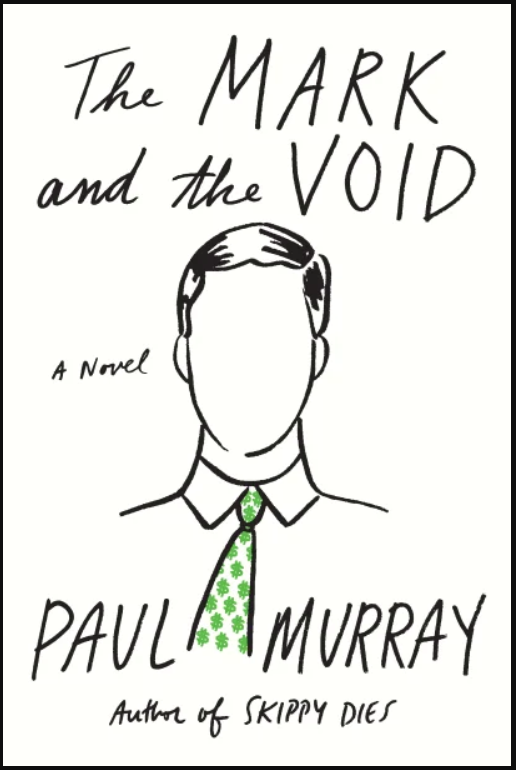 The MARK
and the VOID
A Novel
PAUL MURRAY
Author of SKIPPY DIES